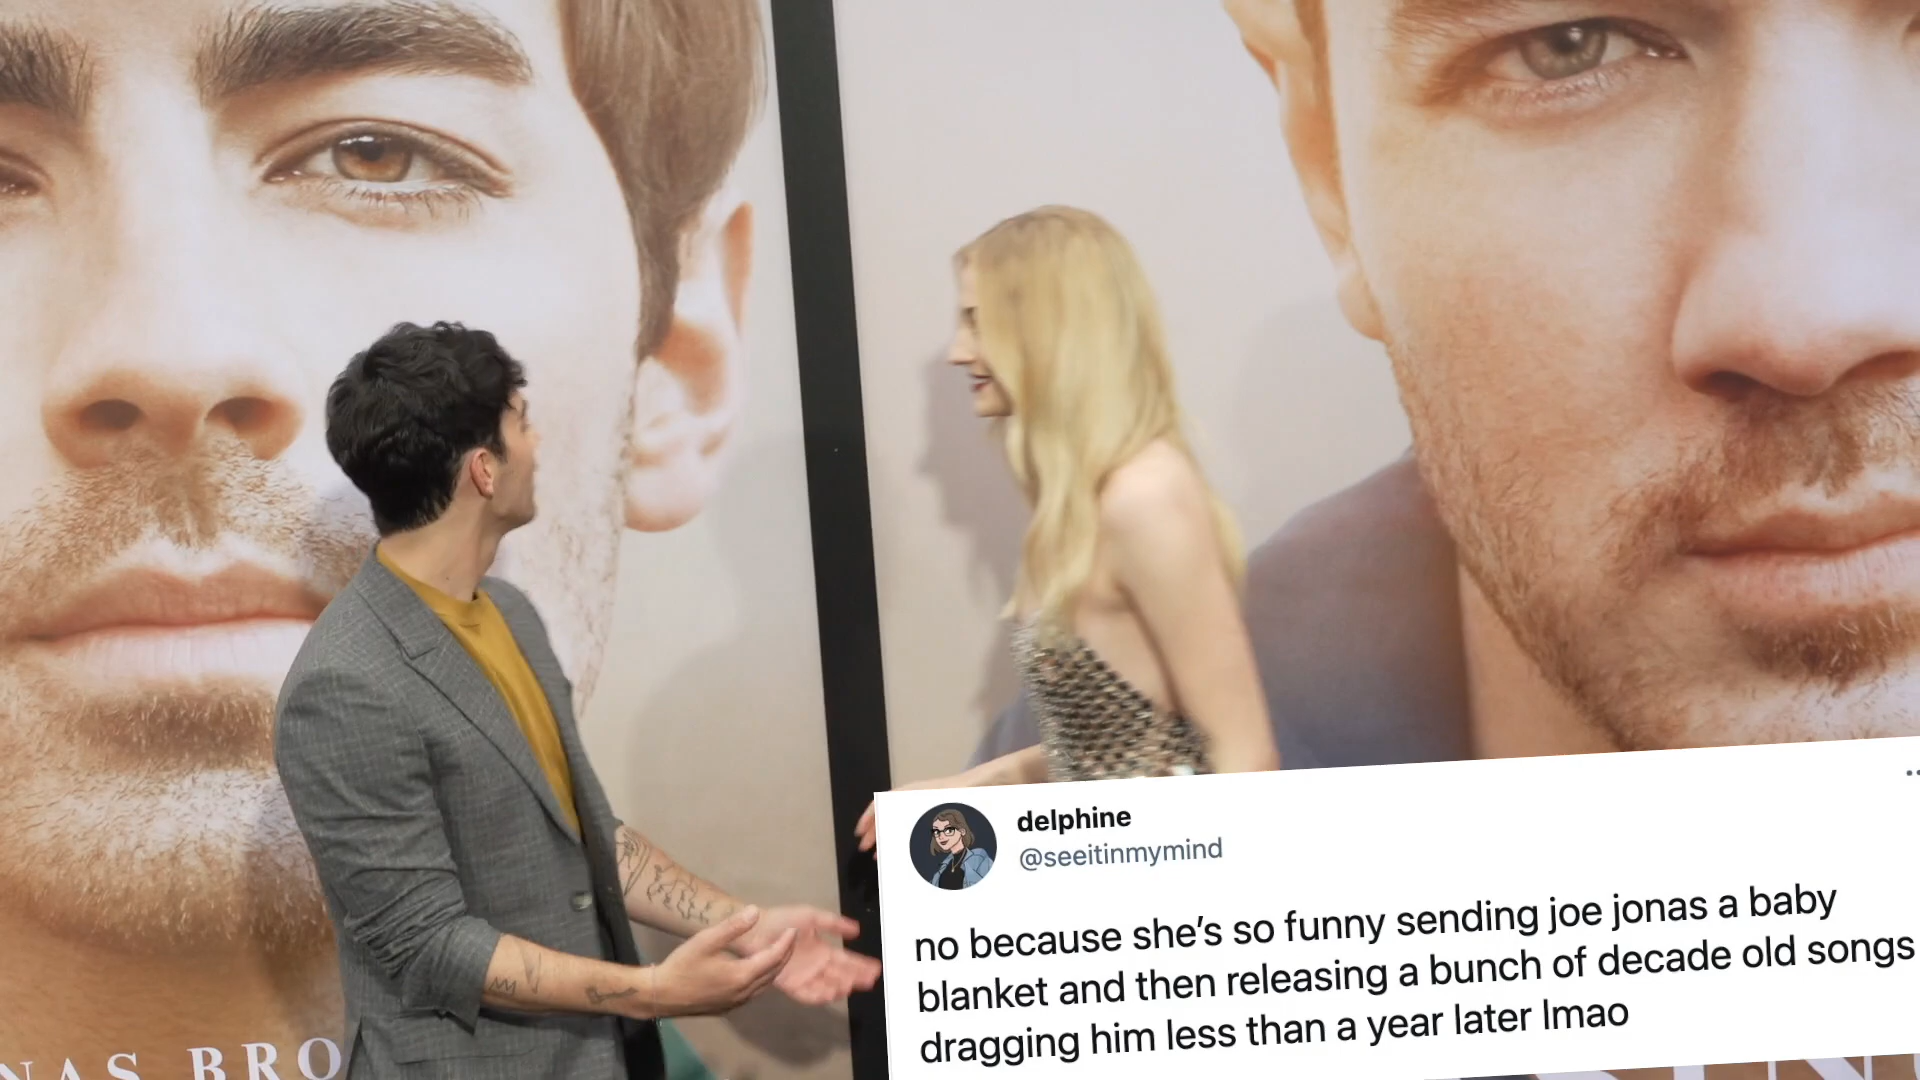 delphine
@seeitinmymind
no because she's so funny sending joe jonas a baby
blanket and then releasing a bunch of decade old songs
dragging him less than a year later lmao
NAS BRO